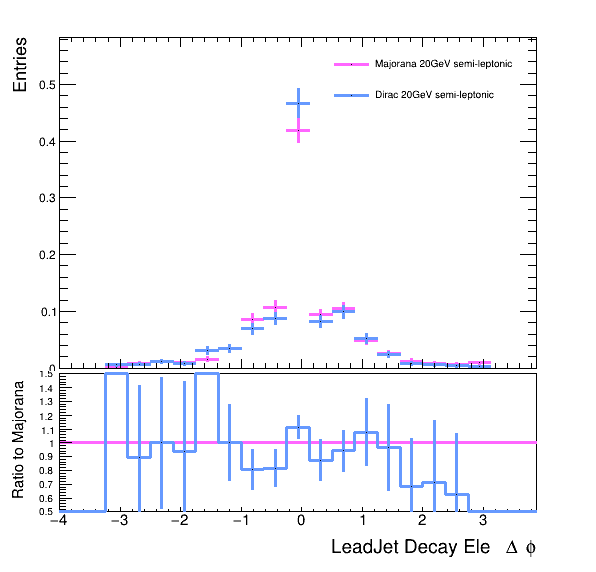 Entries
Majorana 20GeV semi-leptonic
Dirac 20GeV semi-leptonic
0.5
0.4
0.3
0.2
0.1
0
Ratio to Majorana
1.5
1.4
1.3
1.2
1.1
1
0.9
0.8
0.7
0.6
0.5
−4 −3 −2 −1 0 1 2 3
LeadJet Decay Ele Δ ϕ